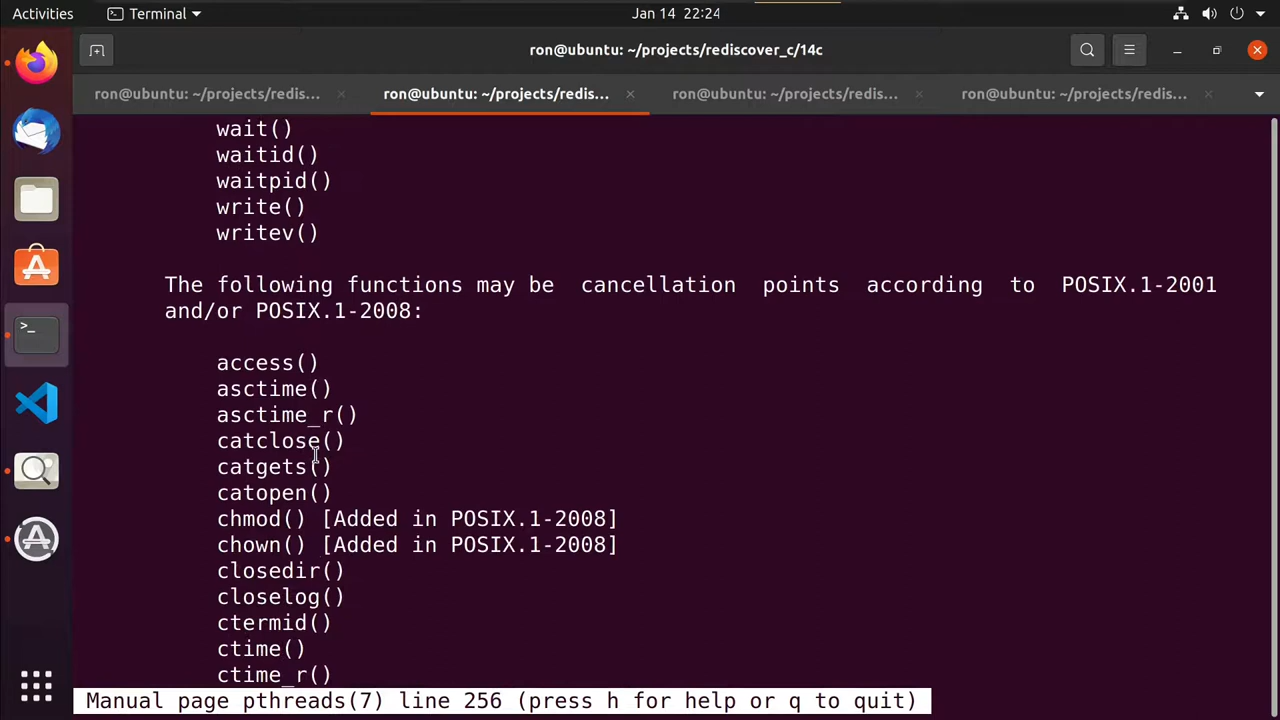 Activities
Terminal
Jan 14 22:24
ron@ubuntu: ~/projects/rediscover_c/14c
ron@ubuntu: ~/projects/redis...
ron@ubuntu: ~/projects/redis...
ron@ubuntu: ~/projects/redis...
ron@ubuntu: ~/projects/redis...
wait()
waitid()
waitpid()
write()
writev()
The following functions may be cancellation points according to POSIX.1-2001
and/or POSIX.1-2008:
access()
asctime()
asctime_r()
catclose()
catgets()
catopen()
chmod() [Added in POSIX.1-2008]
chown() [Added in POSIX.1-2008]
closedir()
closelog()
ctermid()
ctime()
ctime_r()
Manual page pthreads(7) line 256 (press h for help or q to quit)